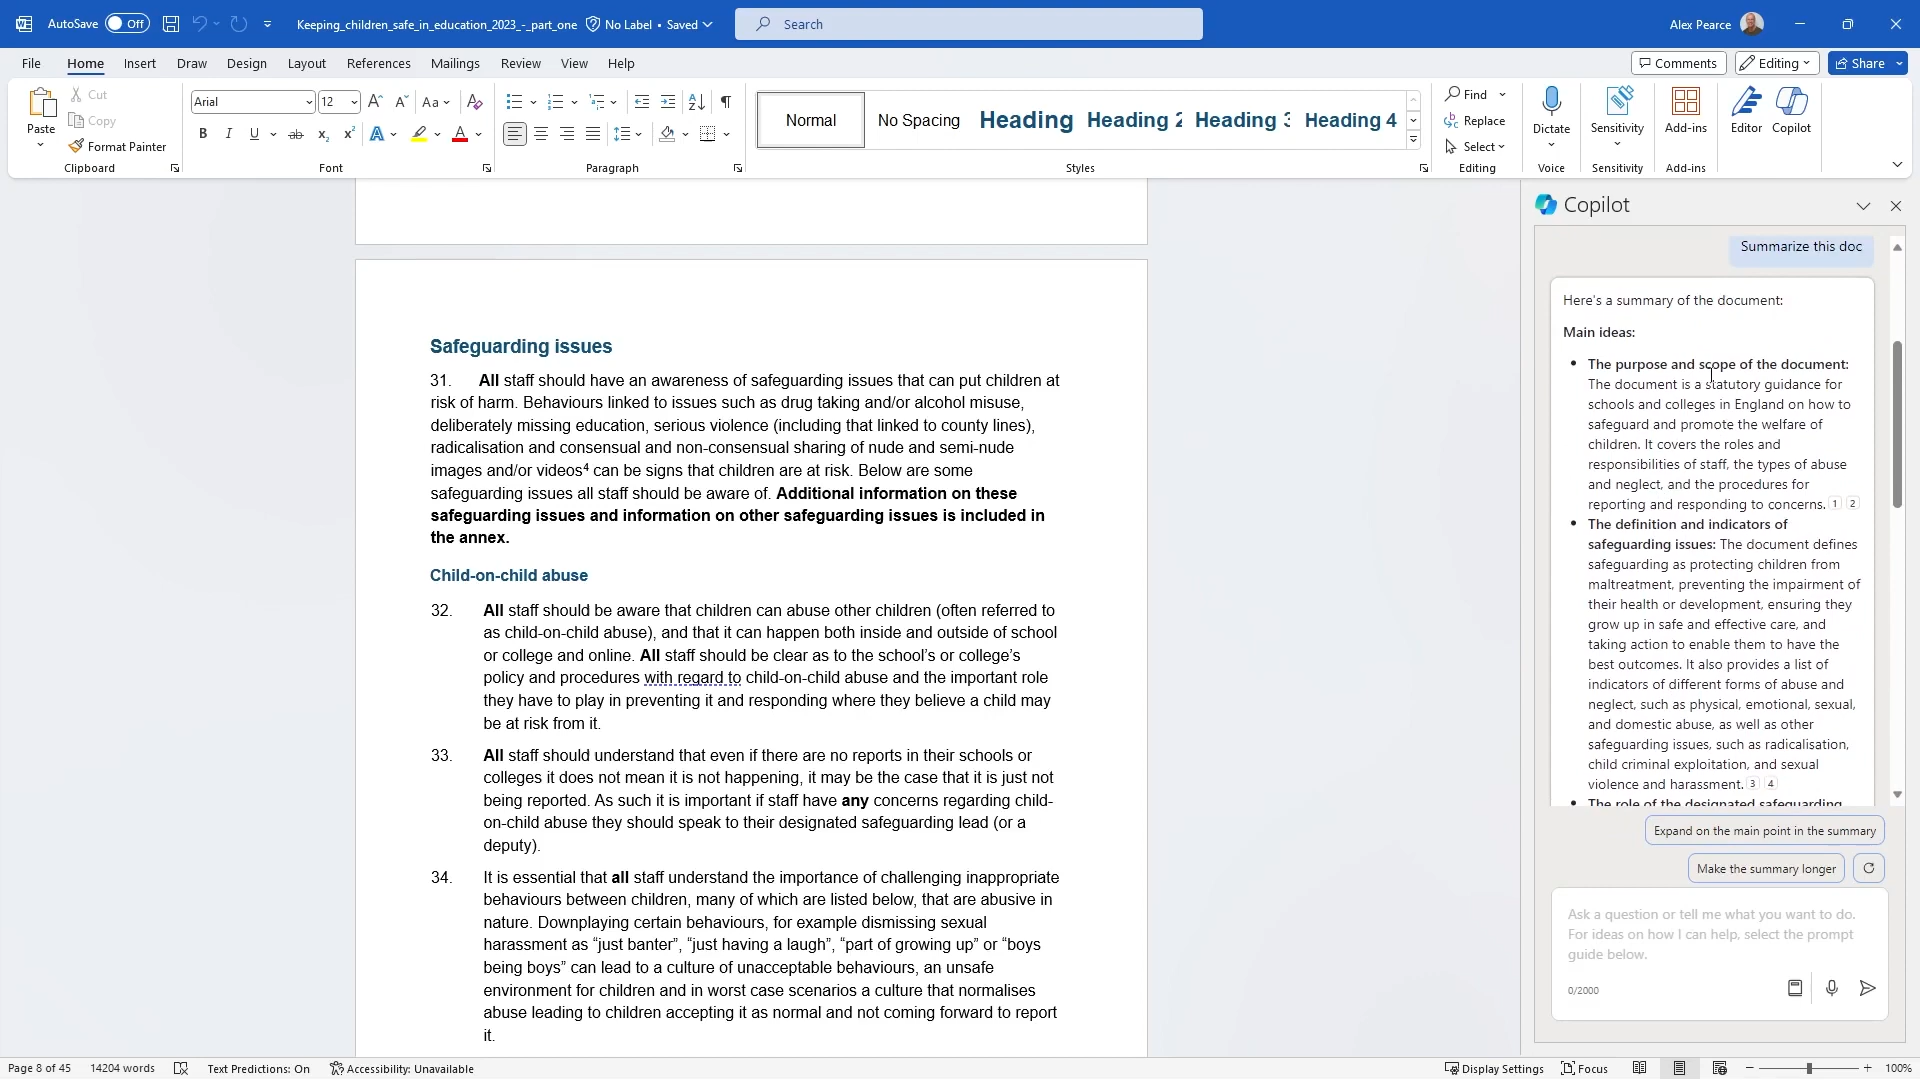 AutoSave Off
Keeping_children_safe_in_education_2023_-_part_one No Label • Saved
Search
Alex Pearce
File Home Insert Draw Design Layout References Mailings Review View Help
Comments Editing Share
Paste
Cut
Copy
Format Painter
Clipboard
Arial 12
Font
Paragraph
Normal No Spacing Heading Heading 2 Heading 3 Heading 4
Styles
Find
Replace
Select
Editing
Dictate
Voice
Sensitivity
Sensitivity
Add-ins
Add-ins
Editor
Copilot
Safeguarding issues
31. All staff should have an awareness of safeguarding issues that can put children at
risk of harm. Behaviours linked to issues such as drug taking and/or alcohol misuse,
deliberately missing education, serious violence (including that linked to county lines),
radicalisation and consensual and non-consensual sharing of nude and semi-nude
images and/or videos⁴ can be signs that children are at risk. Below are some
safeguarding issues all staff should be aware of. Additional information on these
safeguarding issues and information on other safeguarding issues is included in
the annex.
Child-on-child abuse
32. All staff should be aware that children can abuse other children (often referred to
as child-on-child abuse), and that it can happen both inside and outside of school
or college and online. All staff should be clear as to the school’s or college’s
policy and procedures with regard to child-on-child abuse and the important role
they have to play in preventing it and responding where they believe a child may
be at risk from it.
33. All staff should understand that even if there are no reports in their schools or
colleges it does not mean it is not happening, it may be the case that it is just not
being reported. As such it is important if staff have any concerns regarding child-
on-child abuse they should speak to their designated safeguarding lead (or a
deputy).
34. It is essential that all staff understand the importance of challenging inappropriate
behaviours between children, many of which are listed below, that are abusive in
nature. Downplaying certain behaviours, for example dismissing sexual
harassment as “just banter”, “just having a laugh”, “part of growing up” or “boys
being boys” can lead to a culture of unacceptable behaviours, an unsafe
environment for children and in worst case scenarios a culture that normalises
abuse leading to children accepting it as normal and not coming forward to report
it.
Copilot
Summarize this doc
Here's a summary of the document:
Main ideas:
• The purpose and scope of the document:
The document is a statutory guidance for
schools and colleges in England on how to
safeguard and promote the welfare of
children. It covers the roles and
responsibilities of staff, the types of abuse
and neglect, and the procedures for
reporting and responding to concerns. 1 2
• The definition and indicators of
safeguarding issues: The document defines
safeguarding as protecting children from
maltreatment, preventing the impairment of
their health or development, ensuring they
grow up in safe and effective care, and
taking action to enable them to have the
best outcomes. It also provides a list of
indicators of different forms of abuse and
neglect, such as physical, emotional, sexual,
and domestic abuse, as well as other
safeguarding issues, such as radicalisation,
child criminal exploitation, and sexual
violence and harassment. 3 4
• The role of the designated safeguarding
Expand on the main point in the summary
Make the summary longer
Ask a question or tell me what you want to do.
For ideas on how I can help, select the prompt
guide below.
0/2000
Page 8 of 45 14204 words Text Predictions: On Accessibility: Unavailable
Display Settings Focus 100%